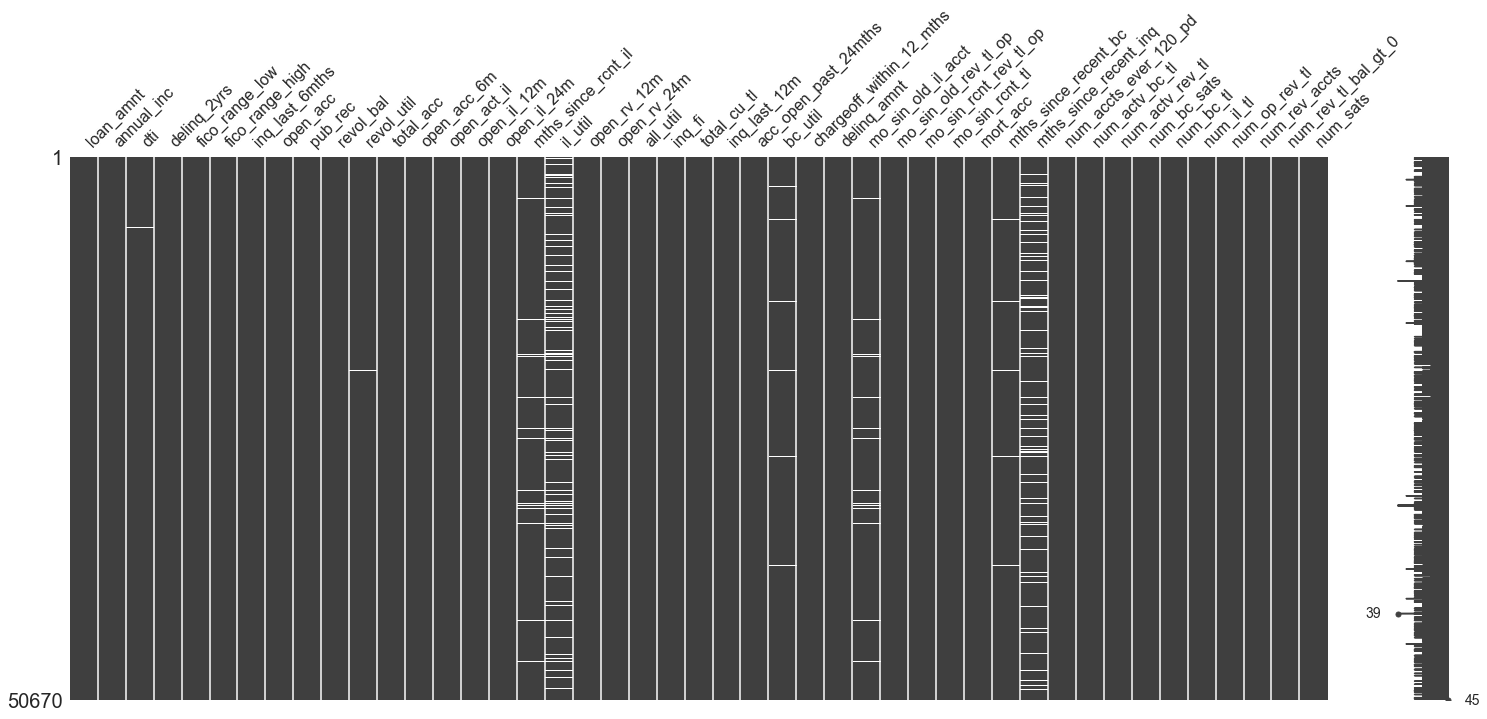 loan_amnt
annual_inc
dti
delinq_2yrs
fico_range_low
fico_range_high
inq_last_6mths
open_acc
pub_rec
revol_bal
revol_util
total_acc
open_acc_6m
open_act_il
open_il_12m
open_il_24m
mths_since_rcnt_il
il_util
open_rv_12m
open_rv_24m
all_util
inq_fi
total_cu_tl
inq_last_12m
acc_open_past_24mths
bc_util
chargeoff_within_12_mths
delinq_amnt
mo_sin_old_il_acct
mo_sin_old_rev_tl_op
mo_sin_rcnt_rev_tl_op
mo_sin_rcnt_tl
mort_acc
mths_since_recent_bc
mths_since_recent_inq
num_accts_ever_120_pd
num_actv_bc_tl
num_actv_rev_tl
num_bc_sats
num_bc_tl
num_il_tl
num_op_rev_tl
num_rev_accts
num_rev_tl_bal_gt_0
num_sats
1
39
50670
45